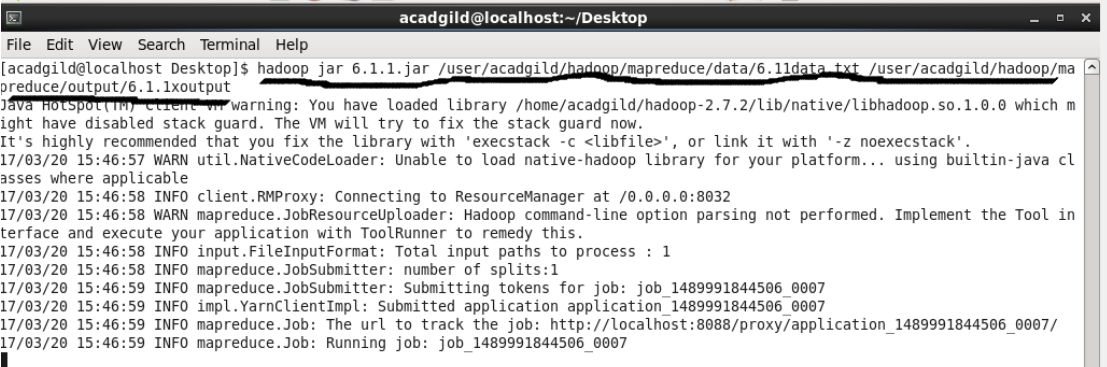 acadgild@localhost:~/Desktop
File Edit View Search Terminal Help
[acadgild@localhost Desktop]$ hadoop jar 6.1.1.jar /user/acadgild/hadoop/mapreduce/data/6.11data.txt /user/acadgild/hadoop/ma
preduce/output/6.1.1xoutput
Java HotSpot(TM) Client VM warning: You have loaded library /home/acadgild/hadoop-2.7.2/lib/native/libhadoop.so.1.0.0 which m
ight have disabled stack guard. The VM will try to fix the stack guard now.
It's highly recommended that you fix the library with 'execstack -c <libfile>', or link it with '-z noexecstack'.
17/03/20 15:46:57 WARN util.NativeCodeLoader: Unable to load native-hadoop library for your platform... using builtin-java cl
asses where applicable
17/03/20 15:46:58 INFO client.RMProxy: Connecting to ResourceManager at /0.0.0.0:8032
17/03/20 15:46:58 WARN mapreduce.JobResourceUploader: Hadoop command-line option parsing not performed. Implement the Tool in
terface and execute your application with ToolRunner to remedy this.
17/03/20 15:46:58 INFO input.FileInputFormat: Total input paths to process : 1
17/03/20 15:46:58 INFO mapreduce.JobSubmitter: number of splits:1
17/03/20 15:46:59 INFO mapreduce.JobSubmitter: Submitting tokens for job: job_1489991844506_0007
17/03/20 15:46:59 INFO impl.YarnClientImpl: Submitted application application_1489991844506_0007
17/03/20 15:46:59 INFO mapreduce.Job: The url to track the job: http://localhost:8088/proxy/application_1489991844506_0007/
17/03/20 15:46:59 INFO mapreduce.Job: Running job: job_1489991844506_0007